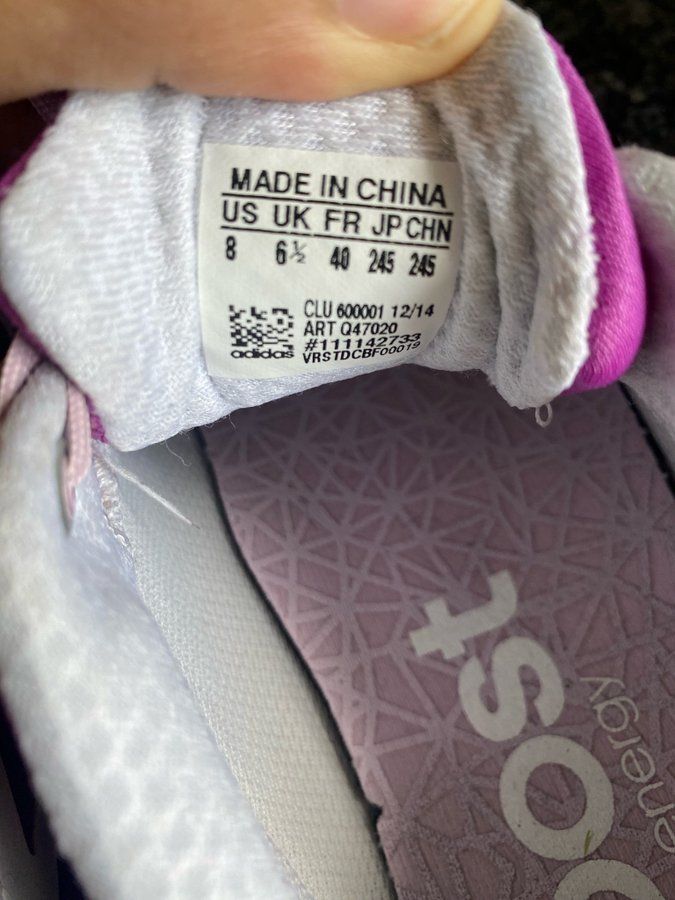 MADE IN CHINA
US UK FR JP CHN
8 6½ 40 245 245
CLU 600001 12/14
ART Q47020
#111142733
VRSTDCBF00019
adidas
ost
energy